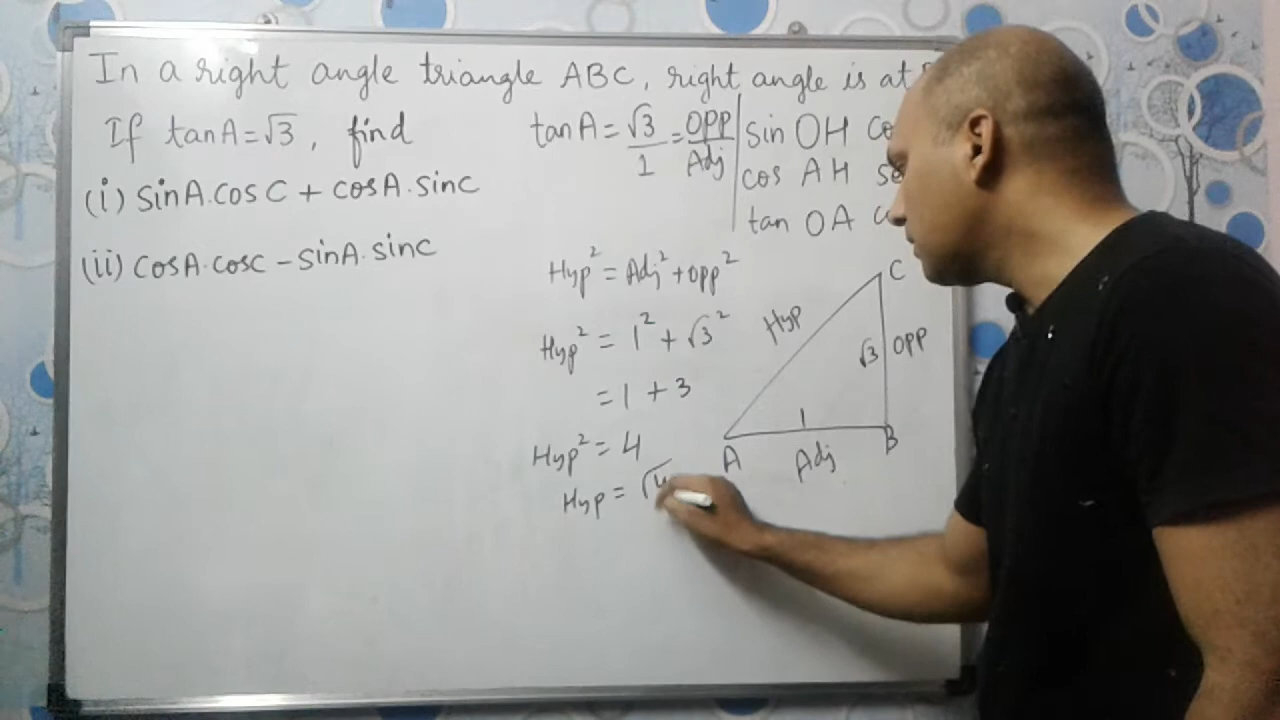 In a right angle triangle ABC, right angle is at
If tanA=√3, find
(i) sinA.cosC + cosA.sinc
(ii) cosA.cosc - sinA.sinc
tanA = √3/1 = OPP/Adj
sin OH
cos AH
tan OA
Hyp² = Adj² + opp²
Hyp² = 1² + √3²
= 1 + 3
Hyp² = 4
Hyp = √4
C
Hyp
√3 OPP
1
A Adj B